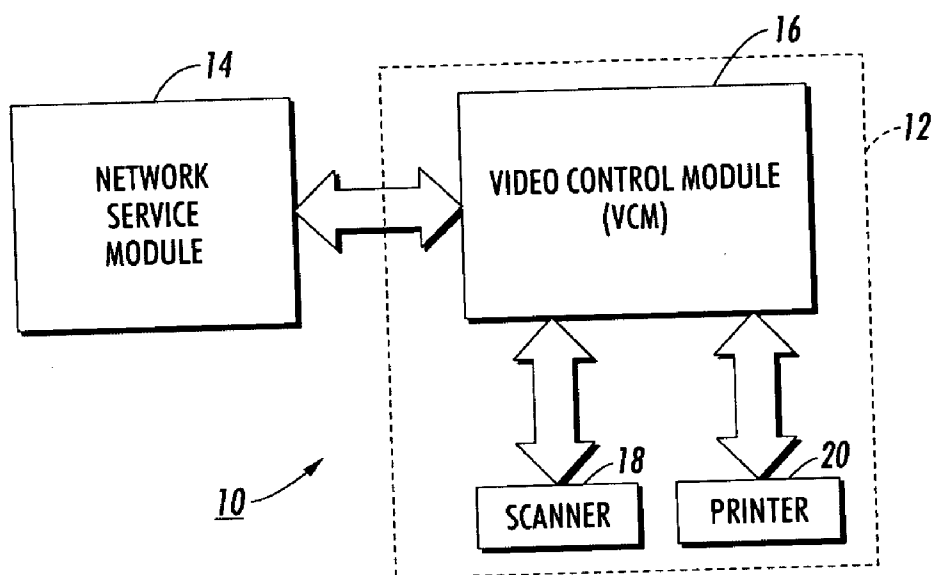 14
16
12
NETWORK
SERVICE
MODULE
VIDEO CONTROL MODULE
(VCM)
10
18
20
SCANNER
PRINTER